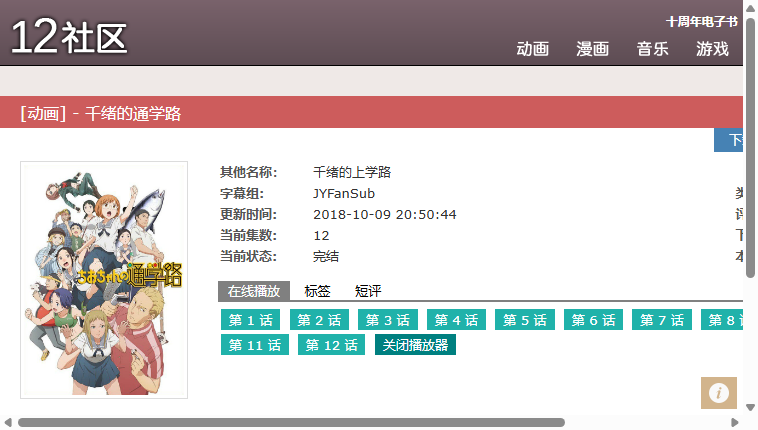 12社区
十周年电子书
动画 漫画 音乐 游戏
[动画] - 千绪的通学路
下
其他名称: 千绪的上学路
字幕组: JYFanSub
更新时间: 2018-10-09 20:50:44
当前集数: 12
当前状态: 完结
ちおちゃんの通学路
在线播放 标签 短评
第 1 话 第 2 话 第 3 话 第 4 话 第 5 话 第 6 话 第 7 话 第 8
第 11 话 第 12 话 关闭播放器
i